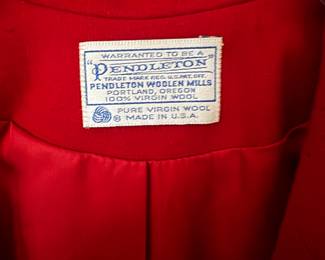 WARRANTED TO BE A
"PENDLETON"
TRADE MARK REG. U.S. PAT. OFF.
PENDLETON WOOLEN MILLS
PORTLAND, OREGON
100% VIRGIN WOOL
PURE VIRGIN WOOL
® MADE IN U.S.A.